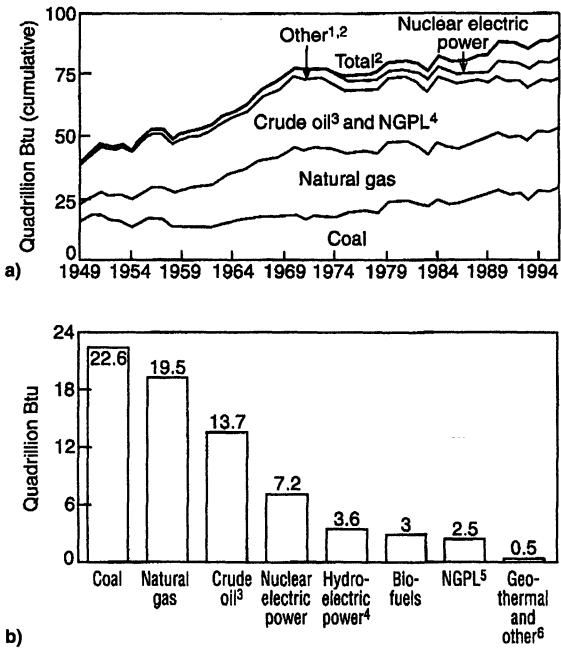 Quadrillion Btu (cumulative)
100
75
50
25
0
Other1,2
Total2
Nuclear electric
power
Crude oil3 and NGPL4
Natural gas
Coal
1949 1954 1959 1964 1969 1974 1979 1984 1989 1994
a)
Quadrillion Btu
24
18
12
6
0
22.6
19.5
13.7
7.2
3.6
3
2.5
0.5
Coal
Natural
gas
Crude
oil3
Nuclear
electric
power
Hydro-
electric
power4
Bio-
fuels
NGPL5
Geo-
thermal
and
other6
b)